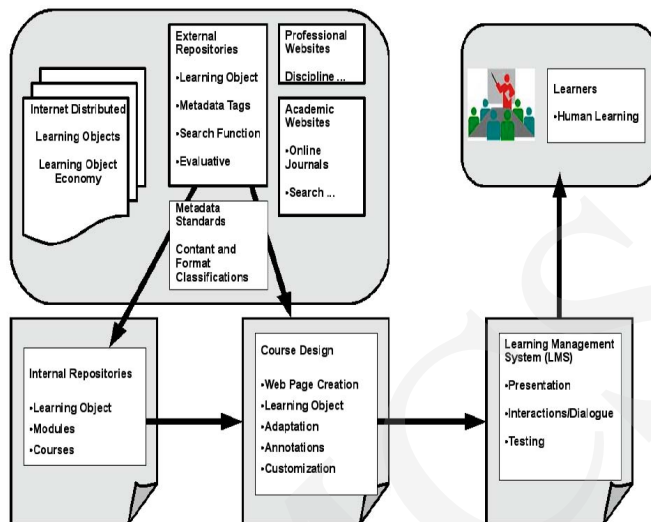 Internet Distributed
Learning Objects
Learning Object
Economy
External
Repositories
•Learning Object
•Metadata Tags
•Search Function
•Evaluative
Professional
Websites
Discipline ...
Academic
Websites
•Online
Journals
•Search ...
Metadata
Standards
Content and
Format
Classifications
Learners
•Human Learning
Internal Repositories
•Learning Object
•Modules
•Courses
Course Design
•Web Page Creation
•Learning Object
•Adaptation
•Annotations
•Customization
Learning Management
System (LMS)
•Presentation
•Interactions/Dialogue
•Testing